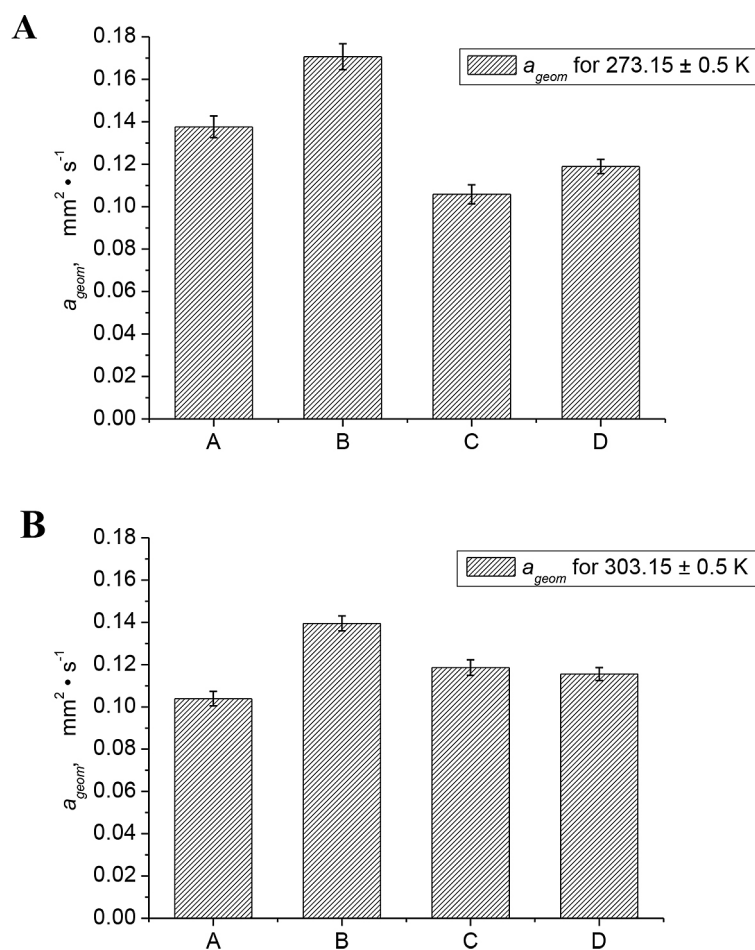 A
a_geom for 273.15 ± 0.5 K
a_geom, mm² • s⁻¹
0.18
0.16
0.14
0.12
0.10
0.08
0.06
0.04
0.02
0.00
A B C D
B
a_geom for 303.15 ± 0.5 K
a_geom, mm² • s⁻¹
0.18
0.16
0.14
0.12
0.10
0.08
0.06
0.04
0.02
0.00
A B C D